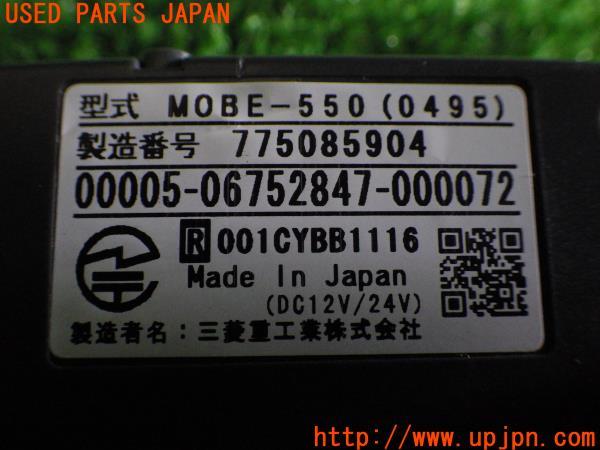 USED PARTS JAPAN
型式 MOBE-550(0495)
製造番号 775085904
00005-06752847-000072
R 001CYBB1116
Made In Japan
(DC12V/24V)
製造者名：三菱重工業株式会社
http://www.upjpn.com/